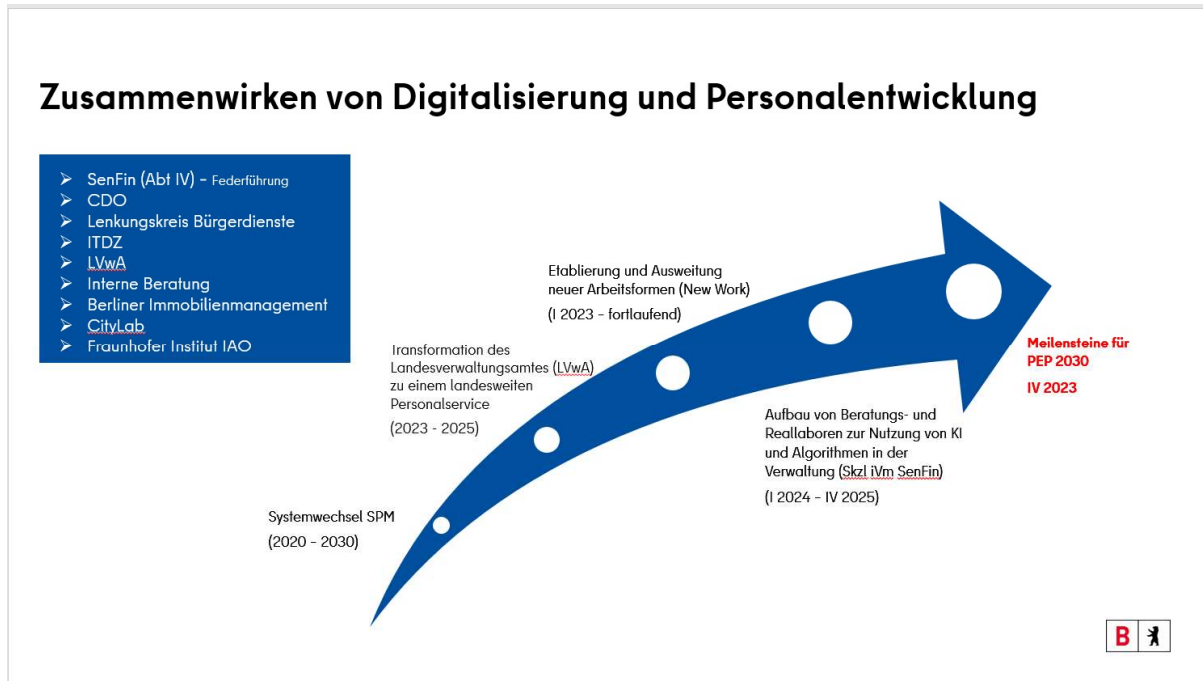 Zusammenwirken von Digitalisierung und Personalentwicklung
➢ SenFin (Abt IV) – Federführung
➢ CDO
➢ Lenkungskreis Bürgerdienste
➢ ITDZ
➢ LVwA
➢ Interne Beratung
➢ Berliner Immobilienmanagement
➢ CityLab
➢ Fraunhofer Institut IAO
Systemwechsel SPM
(2020 - 2030)
Transformation des
Landesverwaltungsamtes (LVwA)
zu einem landesweiten
Personalservice
(2023 - 2025)
Etablierung und Ausweitung
neuer Arbeitsformen (New Work)
(I 2023 – fortlaufend)
Aufbau von Beratungs- und
Reallaboren zur Nutzung von KI
und Algorithmen in der
Verwaltung (Skzl iVm SenFin)
(I 2024 – IV 2025)
Meilensteine für
PEP 2030
IV 2023
B